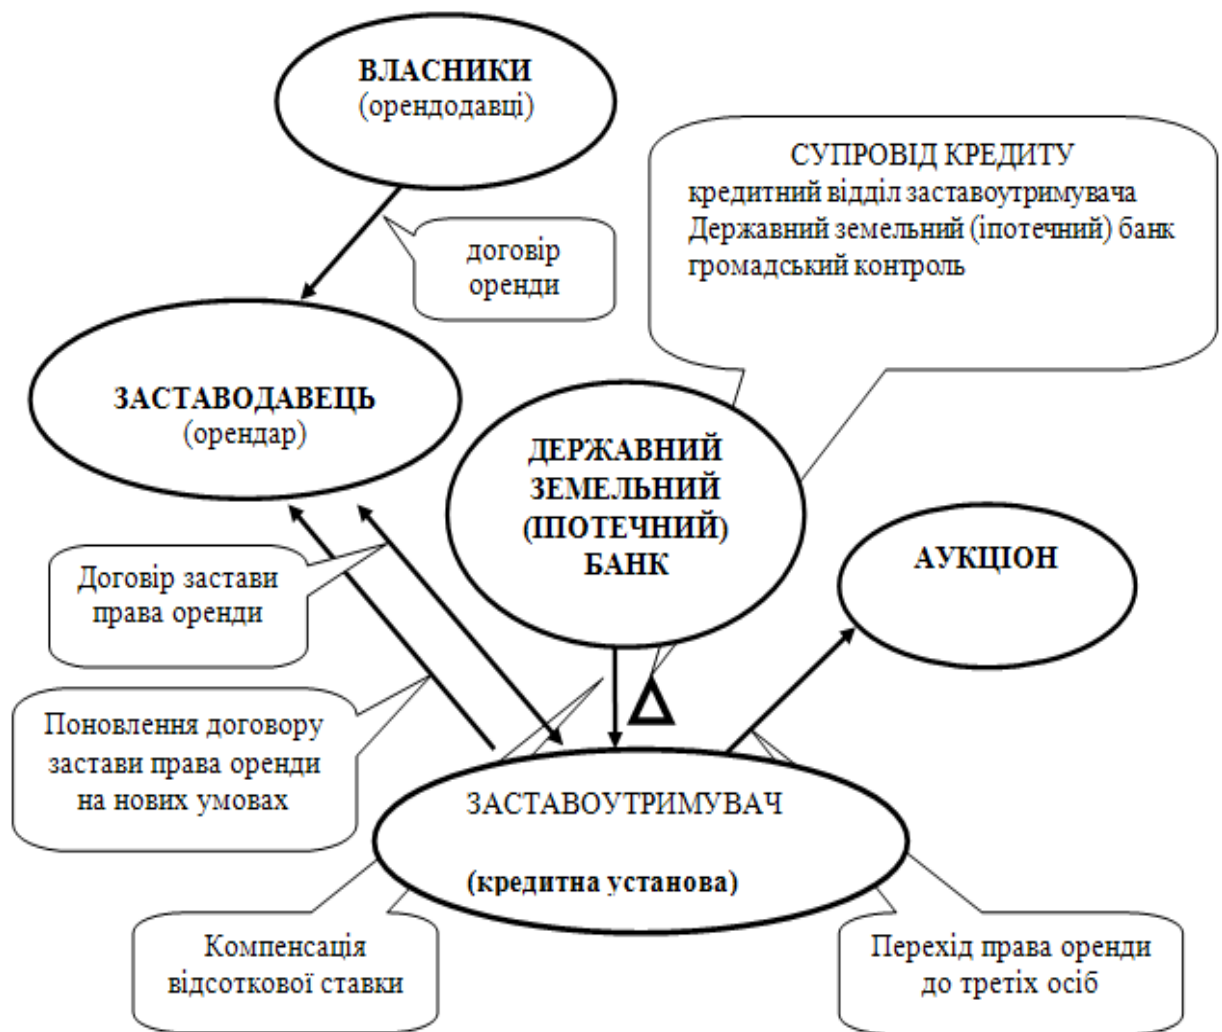 ВЛАСНИКИ
(орендодавці)
СУПРОВІД КРЕДИТУ
кредитний відділ заставоутримувача
Державний земельний (іпотечний) банк
громадський контроль
договір
оренди
ЗАСТАВОДАВЕЦЬ
(орендар)
ДЕРЖАВНИЙ
ЗЕМЕЛЬНИЙ
(ІПОТЕЧНИЙ)
БАНК
АУКЦІОН
Договір застави
права оренди
Поновлення договору
застави права оренди
на нових умовах
ЗАСТАВОУТРИМУВАЧ
(кредитна установа)
Компенсація
відсоткової ставки
Перехід права оренди
до третіх осіб